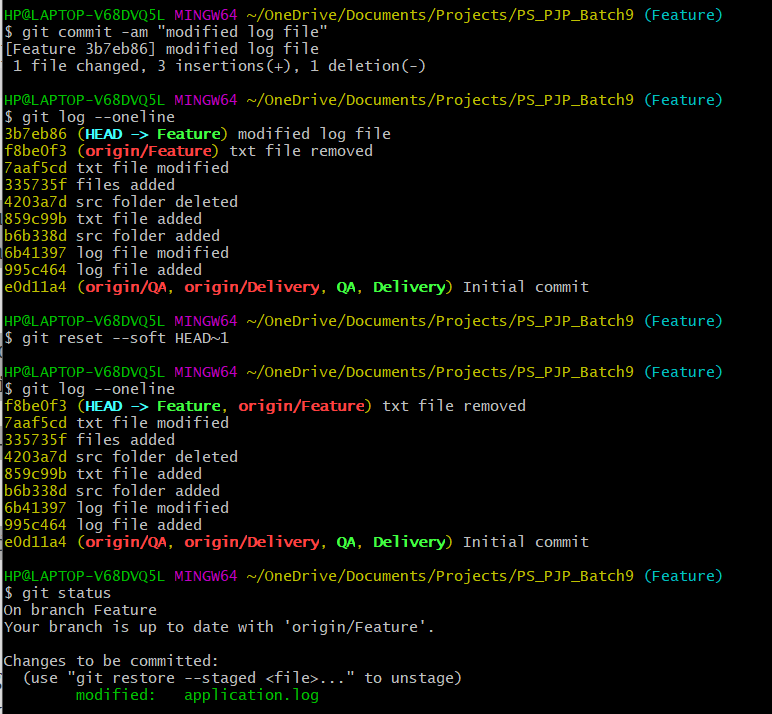 HP@LAPTOP-V68DVQ5L MINGW64 ~/OneDrive/Documents/Projects/PS_PJP_Batch9 (Feature)
$ git commit -am "modified log file"
[Feature 3b7eb86] modified log file
 1 file changed, 3 insertions(+), 1 deletion(-)

HP@LAPTOP-V68DVQ5L MINGW64 ~/OneDrive/Documents/Projects/PS_PJP_Batch9 (Feature)
$ git log --oneline
3b7eb86 (HEAD -> Feature) modified log file
f8be0f3 (origin/Feature) txt file removed
7aaf5cd txt file modified
335735f files added
4203a7d src folder deleted
859c99b txt file added
b6b338d src folder added
6b41397 log file modified
995c464 log file added
e0d11a4 (origin/QA, origin/Delivery, QA, Delivery) Initial commit

HP@LAPTOP-V68DVQ5L MINGW64 ~/OneDrive/Documents/Projects/PS_PJP_Batch9 (Feature)
$ git reset --soft HEAD~1

HP@LAPTOP-V68DVQ5L MINGW64 ~/OneDrive/Documents/Projects/PS_PJP_Batch9 (Feature)
$ git log --oneline
f8be0f3 (HEAD -> Feature, origin/Feature) txt file removed
7aaf5cd txt file modified
335735f files added
4203a7d src folder deleted
859c99b txt file added
b6b338d src folder added
6b41397 log file modified
995c464 log file added
e0d11a4 (origin/QA, origin/Delivery, QA, Delivery) Initial commit

HP@LAPTOP-V68DVQ5L MINGW64 ~/OneDrive/Documents/Projects/PS_PJP_Batch9 (Feature)
$ git status
On branch Feature
Your branch is up to date with 'origin/Feature'.

Changes to be committed:
  (use "git restore --staged <file>..." to unstage)
        modified:   application.log